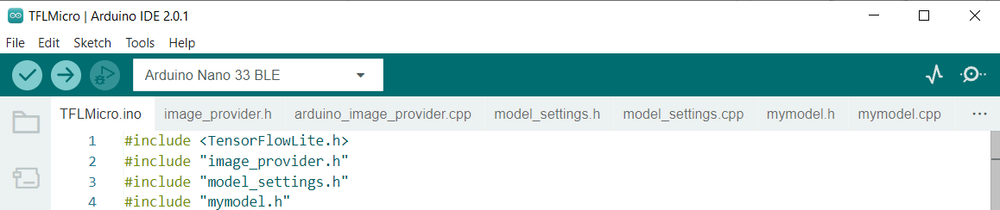 TFLMicro | Arduino IDE 2.0.1
File Edit Sketch Tools Help
Arduino Nano 33 BLE
TFLMicro.ino image_provider.h arduino_image_provider.cpp model_settings.h model_settings.cpp mymodel.h mymodel.cpp ...
1 #include <TensorFlowLite.h>
2 #include "image_provider.h"
3 #include "model_settings.h"
4 #include "mymodel.h"